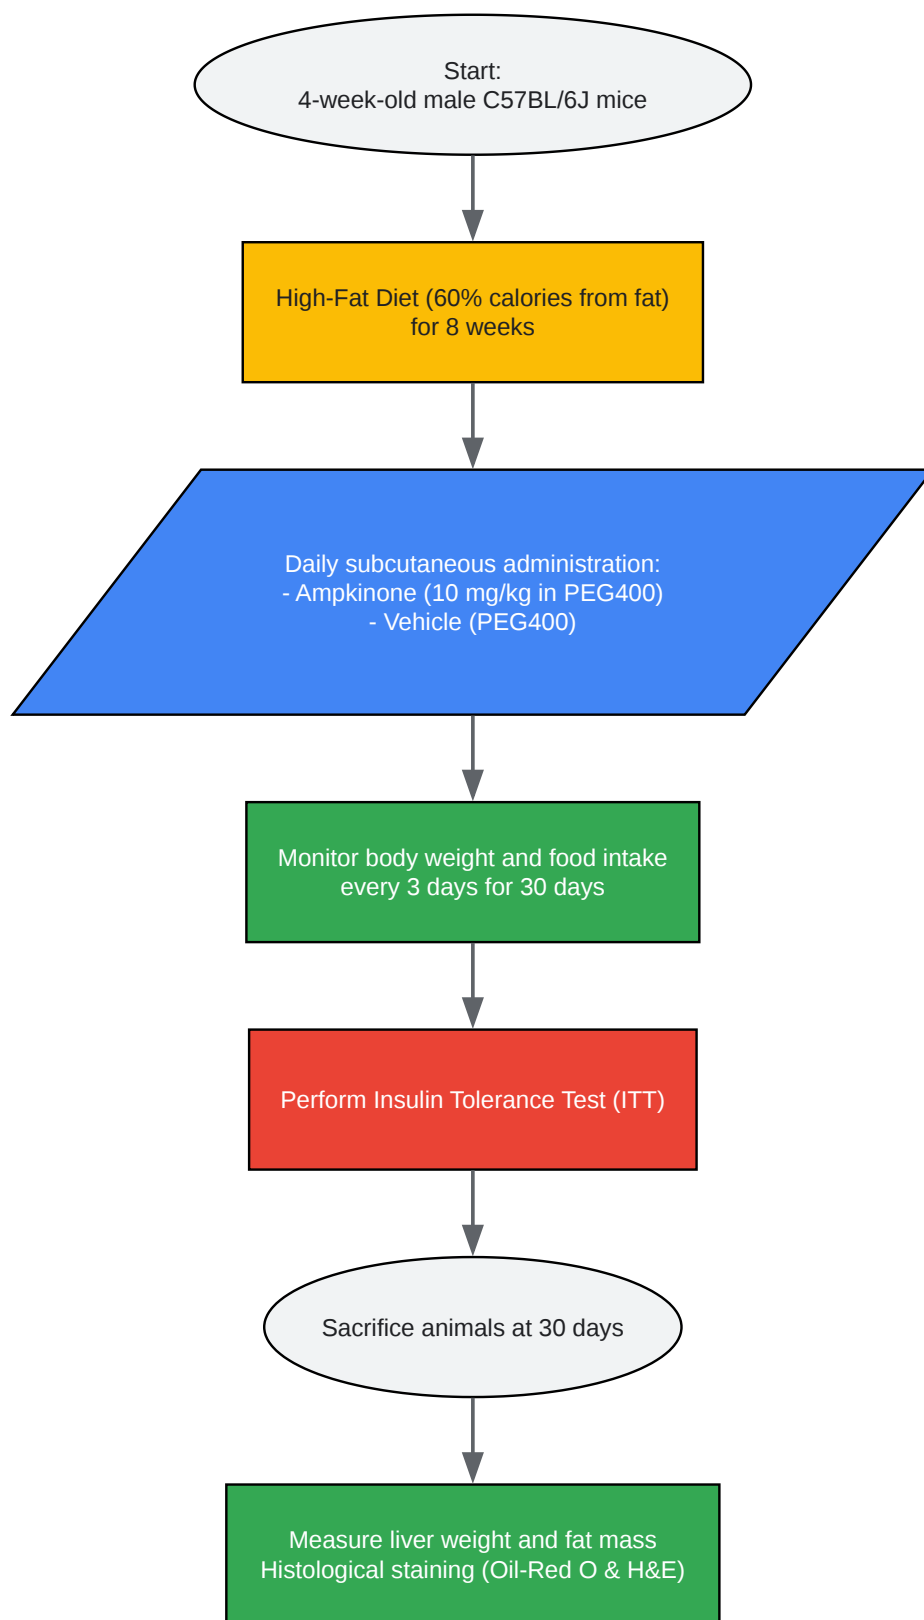 Start:
4-week-old male C57BL/6J mice
High-Fat Diet (60% calories from fat)
for 8 weeks
Daily subcutaneous administration:
- Ampkinone (10 mg/kg in PEG400)
- Vehicle (PEG400)
Monitor body weight and food intake
every 3 days for 30 days
Perform Insulin Tolerance Test (ITT)
Sacrifice animals at 30 days
Measure liver weight and fat mass
Histological staining (Oil-Red O & H&E)